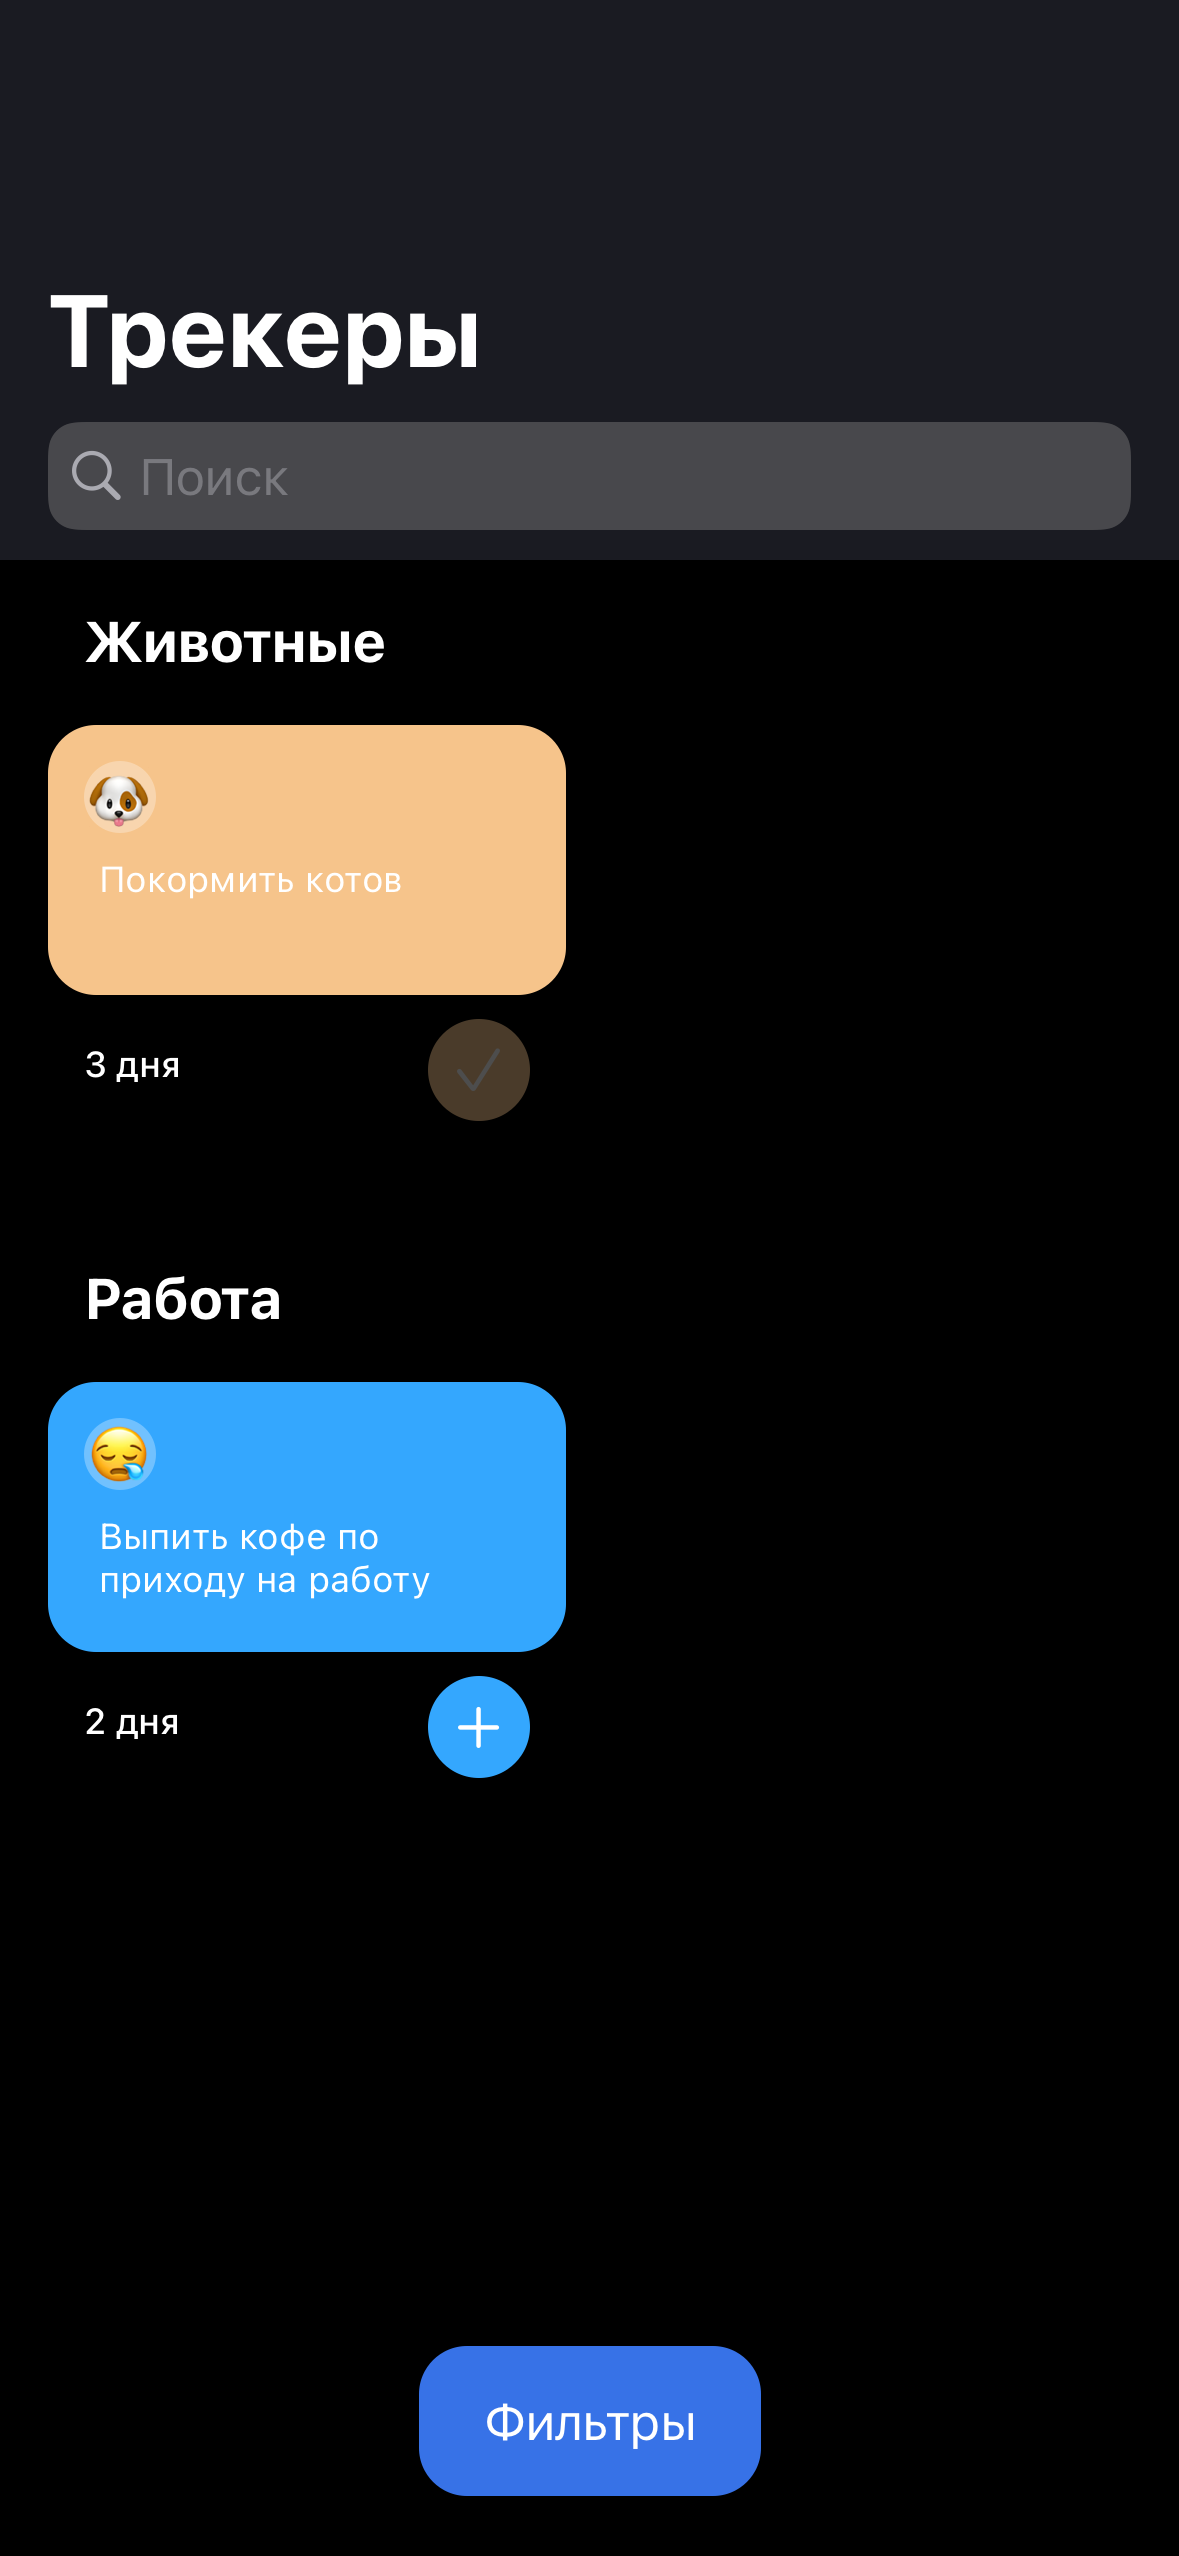 Трекеры
Поиск
Животные
Покормить котов
3 дня
Работа
Выпить кофе по
приходу на работу
2 дня
Фильтры